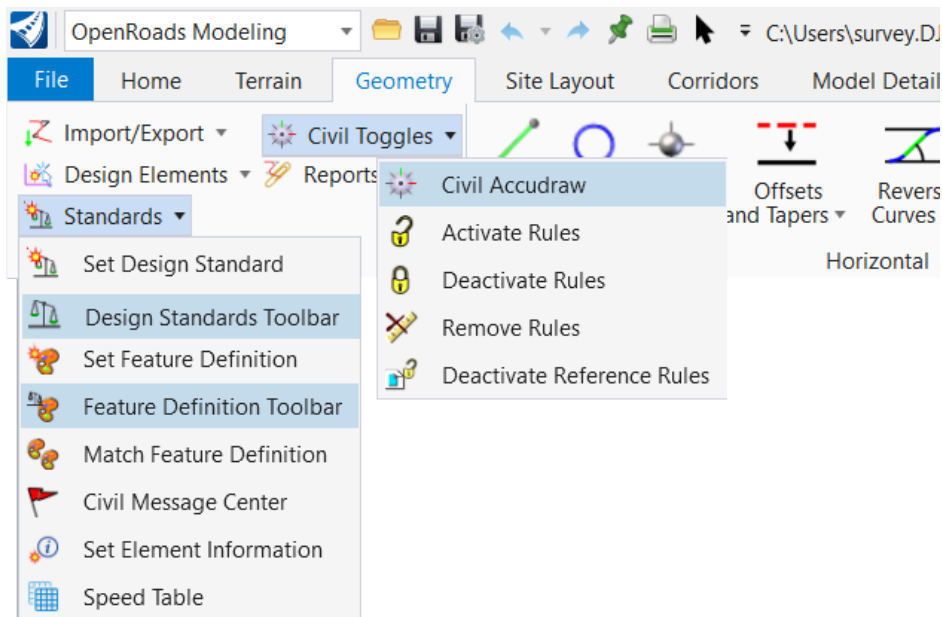 OpenRoads Modeling
C:\Users\survey.DJ
File Home Terrain Geometry Site Layout Corridors Model Detail
Import/Export Civil Toggles
Design Elements Reports
Standards
Offsets and Tapers
Revers Curves
Horizontal
Civil Accudraw
Activate Rules
Deactivate Rules
Remove Rules
Deactivate Reference Rules
Set Design Standard
Design Standards Toolbar
Set Feature Definition
Feature Definition Toolbar
Match Feature Definition
Civil Message Center
Set Element Information
Speed Table